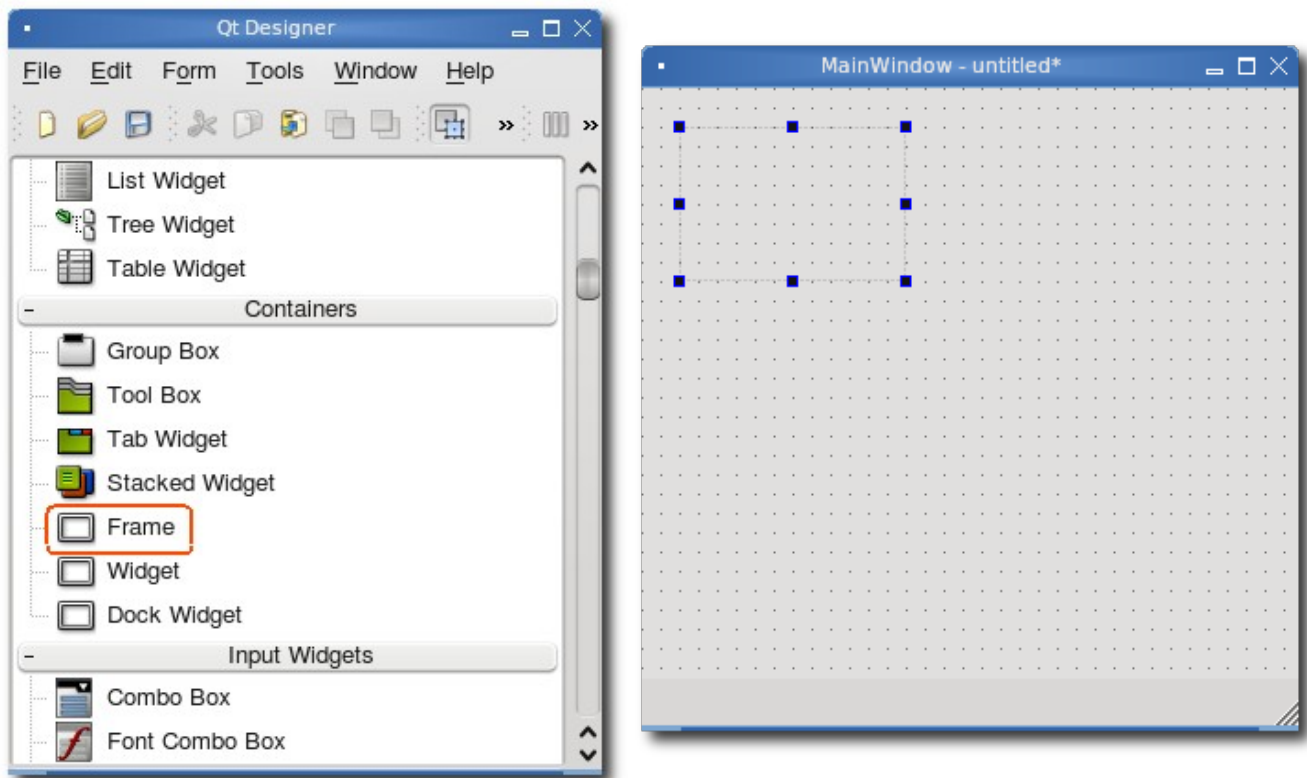 Qt Designer
File Edit Form Tools Window Help
List Widget
Tree Widget
Table Widget
Containers
Group Box
Tool Box
Tab Widget
Stacked Widget
Frame
Widget
Dock Widget
Input Widgets
Combo Box
Font Combo Box
MainWindow - untitled*